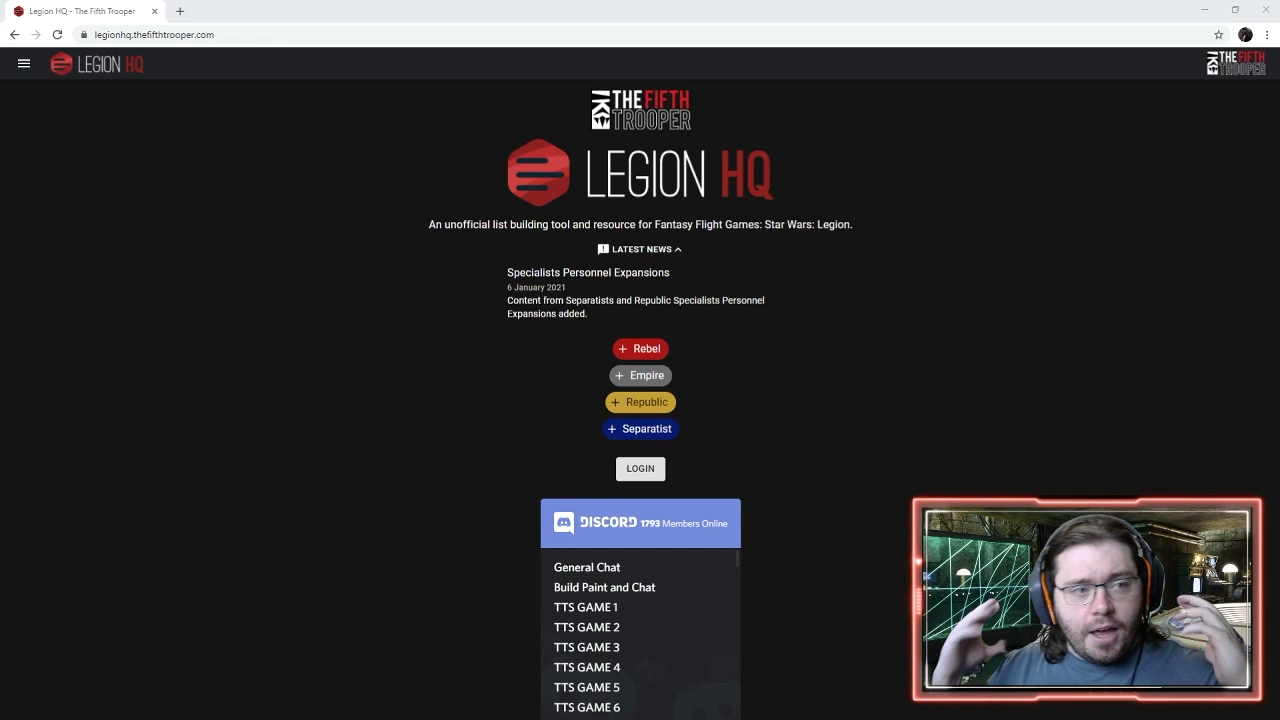 Legion HQ - The Fifth Trooper
legionhq.thefifthtrooper.com
LEGION HQ
THE FIFTH
TROOPER
THE FIFTH
TROOPER
LEGION HQ
An unofficial list building tool and resource for Fantasy Flight Games: Star Wars: Legion.
LATEST NEWS
Specialists Personnel Expansions
6 January 2021
Content from Separatists and Republic Specialists Personnel
Expansions added.
+ Rebel
+ Empire
+ Republic
+ Separatist
LOGIN
DISCORD 1793 Members Online
General Chat
Build Paint and Chat
TTS GAME 1
TTS GAME 2
TTS GAME 3
TTS GAME 4
TTS GAME 5
TTS GAME 6